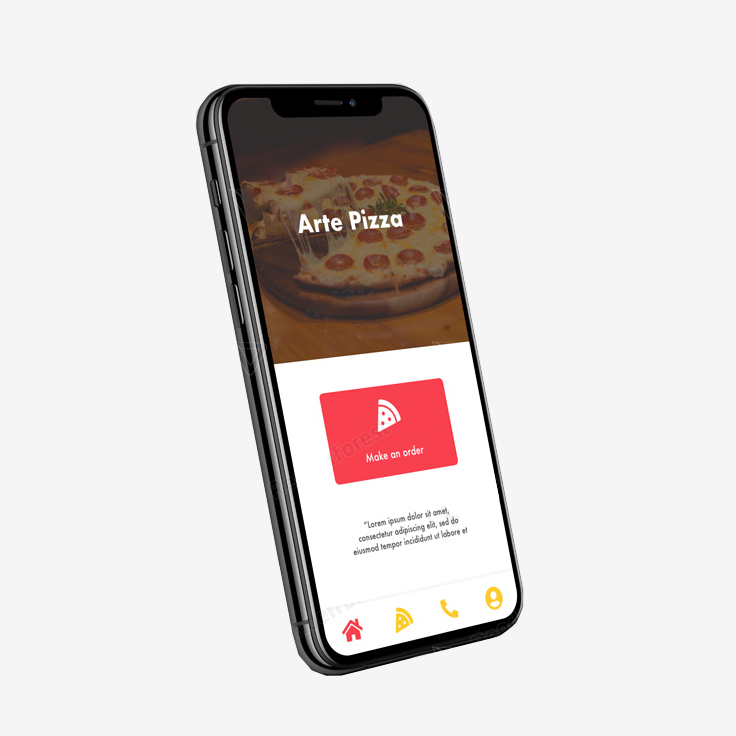 Arte Pizza
Make an order
"Lorem ipsum dolor sit amet,
consectetur adipiscing elit, sed do
eiusmod tempor incididunt ut labore et